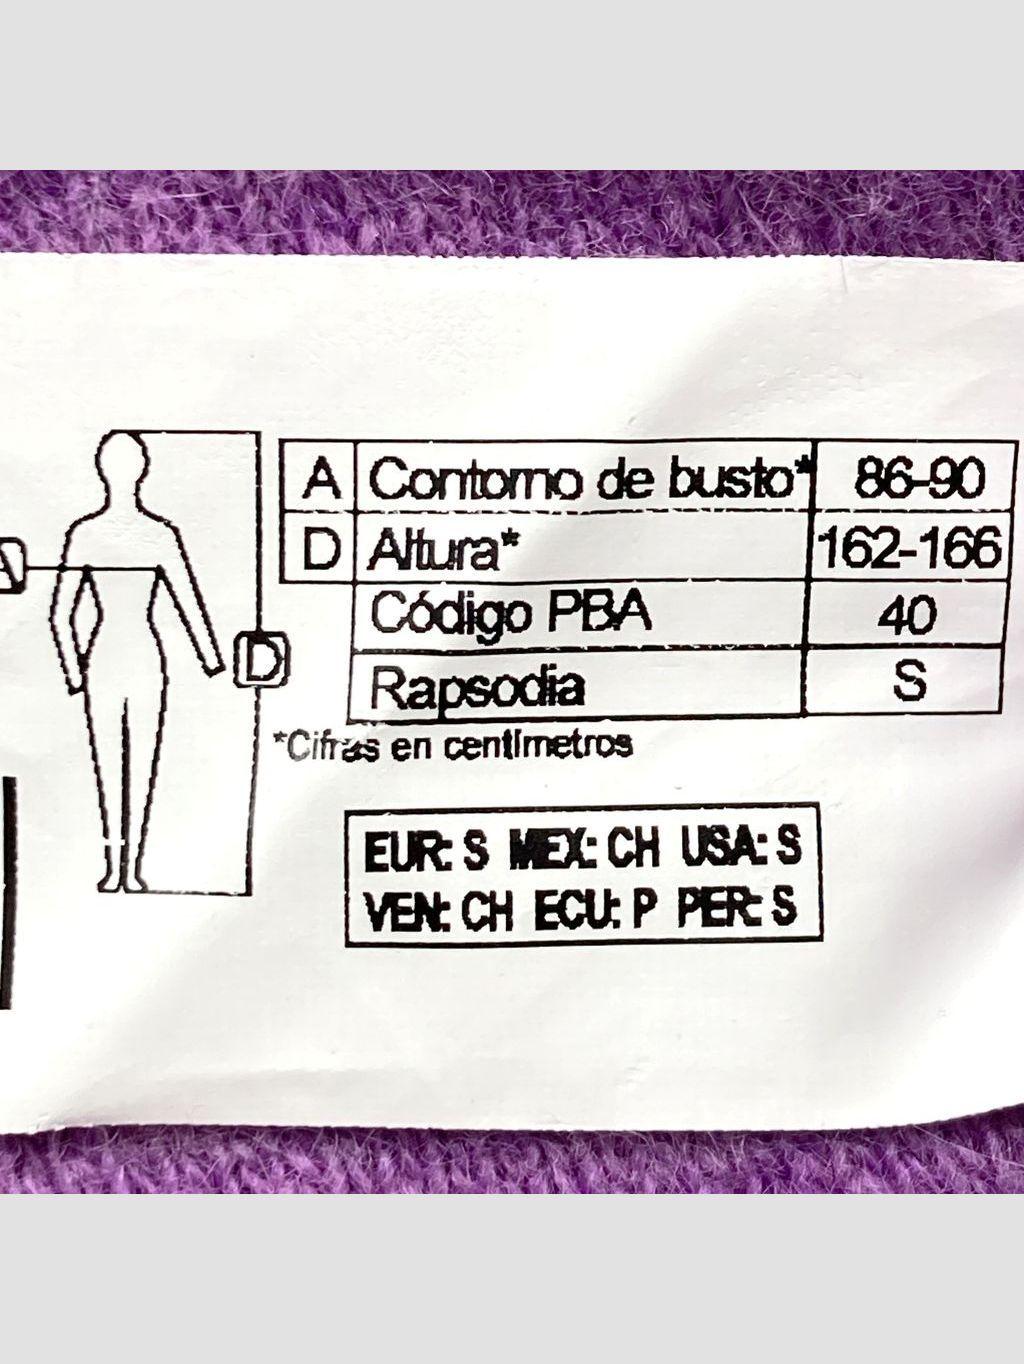 A Contorno de busto* 86-90
D Altura* 162-166
Código PBA 40
Rapsodia S
A
D
*Cifras en centímetros
EUR: S MEX: CH USA: S
VEN: CH ECU: P PER: S